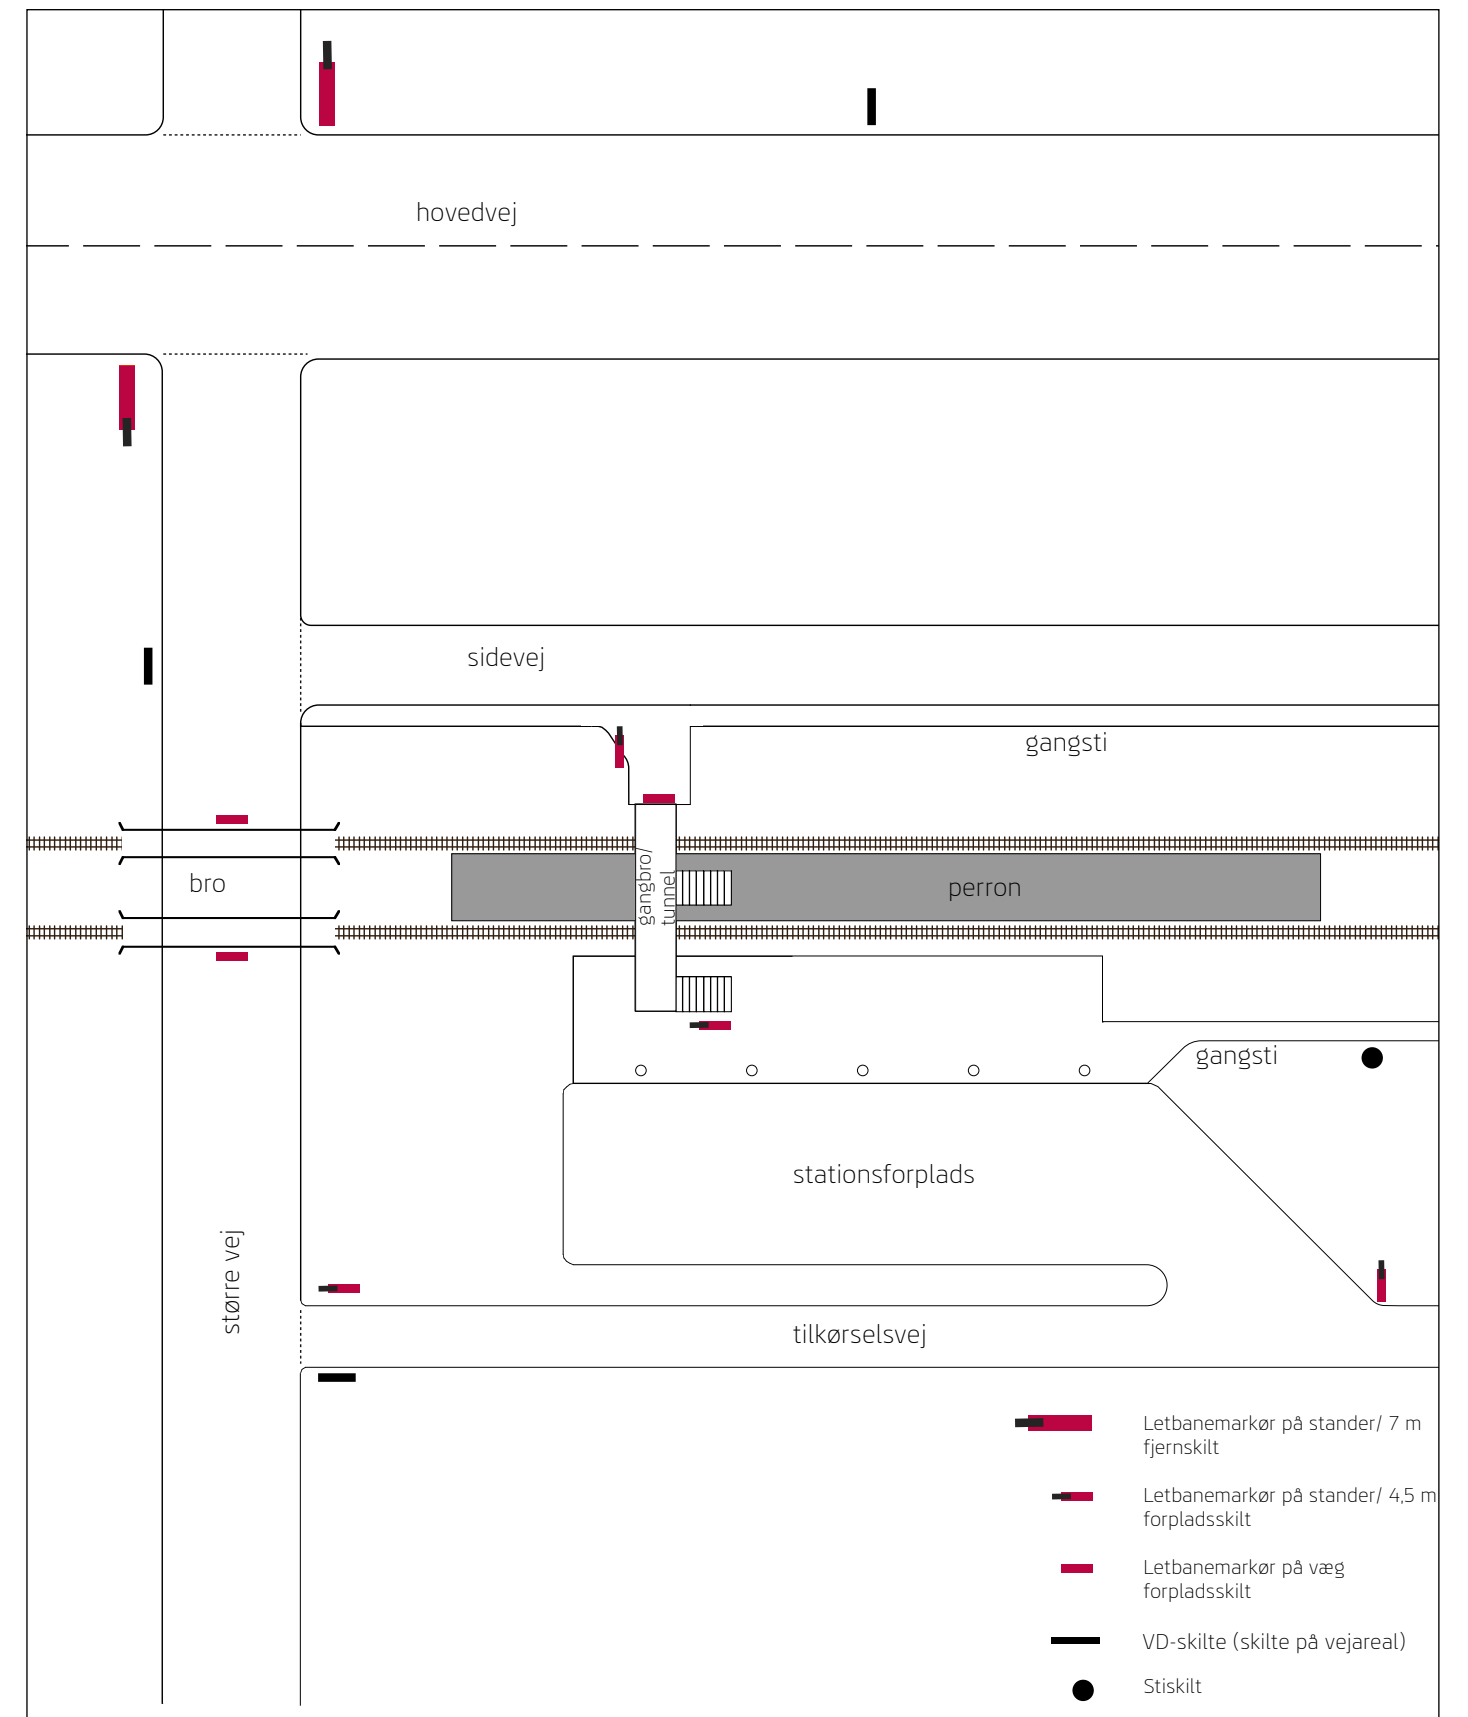 hovedvej
sidevej
gangsti
gangbro/
tunnel
bro
perron
gangsti
stationsforplads
større vej
tilkørselsvej
Letbanemarkør på stander/ 7 m
fjernskilt
Letbanemarkør på stander/ 4,5 m
forpladsskilt
Letbanemarkør på væg
forpladsskilt
VD-skilte (skilte på vejareal)
Stiskilt